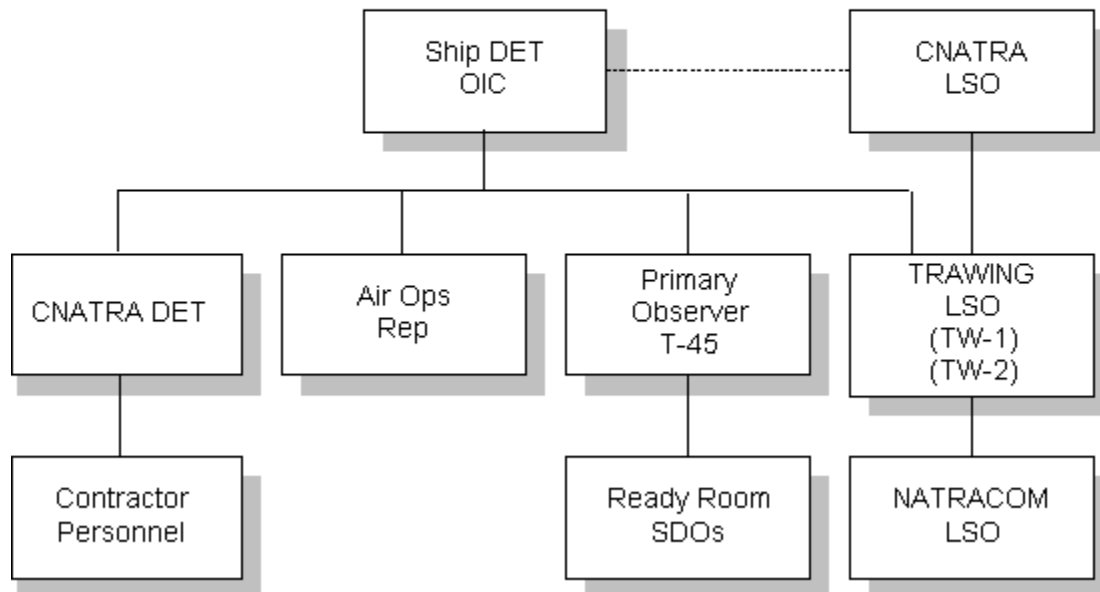 Ship DET
OIC
CNATRA
LSO
CNATRA DET
Air Ops
Rep
Primary
Observer
T-45
TRAWING
LSO
(TW-1)
(TW-2)
Contractor
Personnel
Ready Room
SDOs
NATRACOM
LSO